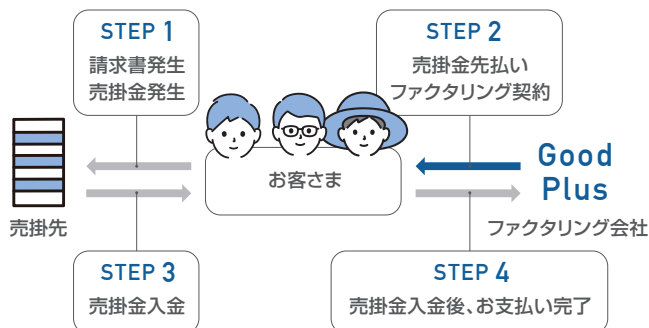 STEP 1
請求書発生
売掛金発生
STEP 2
売掛金先払い
ファクタリング契約
お客さま
Good
Plus
売掛先
ファクタリング会社
STEP 3
売掛金入金
STEP 4
売掛金入金後、お支払い完了